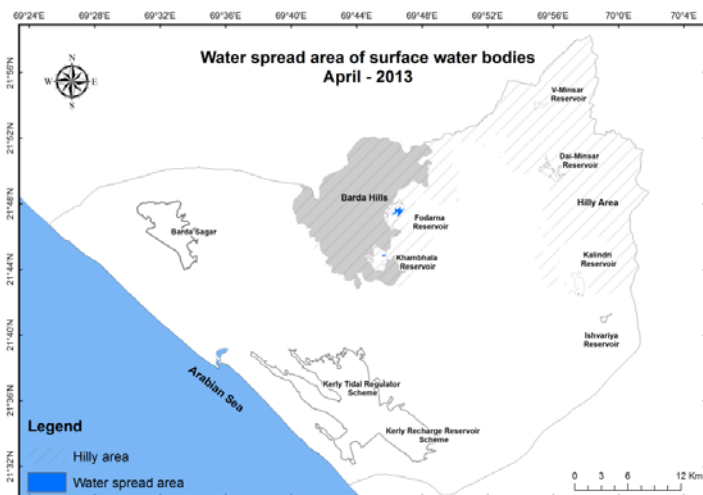 69°24'E 69°28'E 69°32'E 69°36'E 69°40'E 69°44'E 69°48'E 69°52'E 69°56'E 70°0'E 70°4'E
Water spread area of surface water bodies
April - 2013
N
W E
S
21°56'N
21°52'N
21°48'N
21°44'N
21°40'N
21°36'N
21°32'N
V-Minsar
Reservoir
Dai-Minsar
Reservoir
Barda Hills
Hilly Area
Fodarna
Reservoir
Barda Sagar
Khambhala
Reservoir
Kalindri
Reservoir
Ishvariya
Reservoir
Arabian Sea
Kerly Tidal Regulator
Scheme
Kerly Recharge Reservoir
Scheme
Legend
Hilly area
Water spread area
0 3 6 12 Km